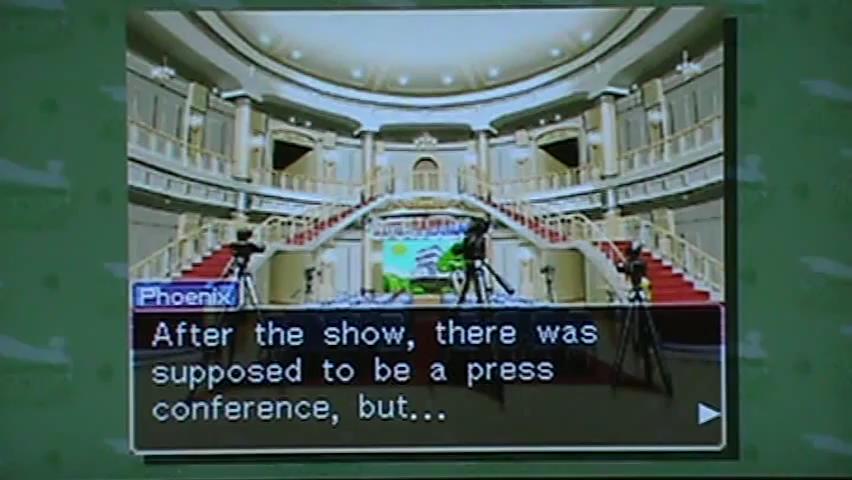 Phoenix
After the show, there was
supposed to be a press
conference, but...